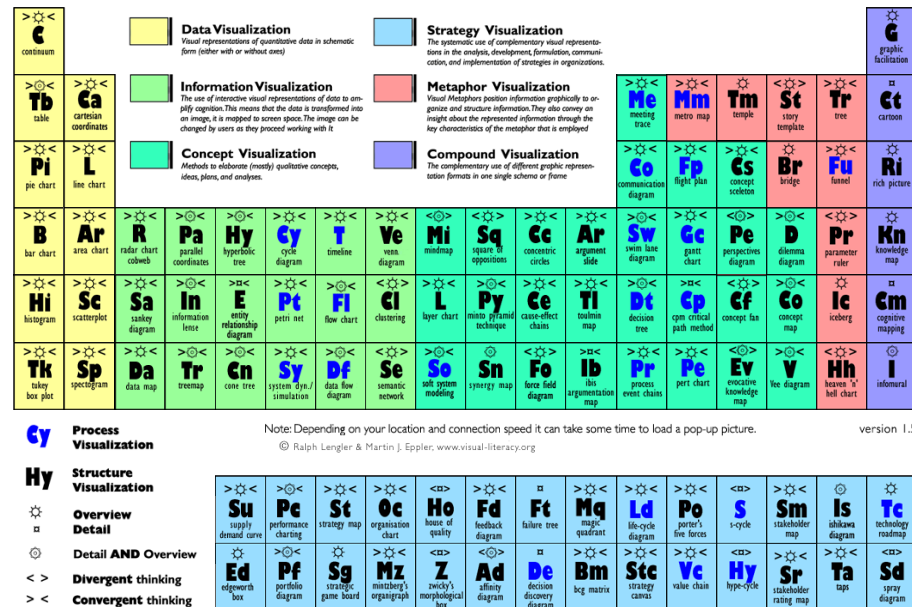 > ☼ <
C
continuum
Data Visualization
Visual representations of quantitative data in schematic
form (either with or without axes)
Strategy Visualization
The systematic use of complementary visual representa-
tions in the analysis, development, formulation, communi-
cation, and implementation of strategies in organizations.
G
graphic
facilitation
Tb
table
Ca
cartesian
coordinates
Information Visualization
The use of interactive visual representations of data to am-
plify cognition. This means that the data is transformed into
an image, it is mapped to screen space. The image can be
changed by users as they proceed working with it
Metaphor Visualization
Visual Metaphors position information graphically to or-
ganize and structure information. They also convey an
insight about the represented information through the
key characteristics of the metaphor that is employed
Me
meeting
trace
Mm
metro map
Tm
temple
St
story
template
Tr
tree
Ct
cartoon
Pi
pie chart
L
line chart
Concept Visualization
Methods to elaborate (mostly) qualitative concepts,
ideas, plans, and analyses.
Compound Visualization
The complementary use of different graphic represen-
tation formats in one single schema or frame
Co
communication
diagram
Fp
flight plan
Cs
concept
sceleton
Br
bridge
Fu
funnel
Ri
rich picture
B
bar chart
Ar
area chart
R
radar chart
cobweb
Pa
parallel
coordinates
Hy
hyperbolic
tree
Cy
cycle
diagram
T
timeline
Ve
venn
diagram
Mi
mindmap
Sq
square of
oppositions
Cc
concentric
circles
Ar
argument
slide
Sw
swim lane
diagram
Gc
gantt
chart
Pe
perspectives
diagram
D
dilemma
diagram
Pr
parameter
ruler
Kn
knowledge
map
Hi
histogram
Sc
scatterplot
Sa
sankey
diagram
In
information
lense
E
entity
relationship
diagram
Pt
petri net
Fl
flow chart
Cl
clustering
L
layer chart
Py
minto pyramid
technique
Ce
cause-effect
chains
Tl
toulmin
map
Dt
decision
tree
Cp
cpm critical
path method
Cf
concept fan
Co
concept
map
Ic
iceberg
Cm
cognitive
mapping
Tk
tukey
box plot
Sp
spectogram
Da
data map
Tr
treemap
Cn
cone tree
Sy
system dyn./
simulation
Df
data flow
diagram
Se
semantic
network
So
soft system
modeling
Sn
synergy map
Fo
force field
diagram
Ib
ibis
argumentation
map
Pr
process
event chains
Pe
pert chart
Ev
evocative
knowledge
map
V
Vee diagram
Hh
heaven 'n'
hell chart
I
infomural
Cy
Process
Visualization
Note: Depending on your location and connection speed it can take some time to load a pop-up picture.
version 1.5
© Ralph Lengler & Martin J. Eppler, www.visual-literacy.org
Hy
Structure
Visualization
☼ Overview
¤ Detail
Detail AND Overview
< > Divergent thinking
> < Convergent thinking
Su
supply
demand curve
Pc
performance
charting
St
strategy map
Oc
organisation
chart
Ho
house of
quality
Fd
feedback
diagram
Ft
failure tree
Mq
magic
quadrant
Ld
life-cycle
diagram
Po
porter's
five forces
S
s-cycle
Sm
stakeholder
map
Is
ishikawa
diagram
Tc
technology
roadmap
Ed
edgeworth
box
Pf
portfolio
diagram
Sg
strategic
game board
Mz
mintzberg's
organigraph
Z
zwicky's
morphological
box
Ad
affinity
diagram
De
decision
discovery
diagram
Bm
bcg matrix
Stc
strategy
canvas
Vc
value chain
Hy
hype-cycle
Sr
stakeholder
rating map
Ta
taps
Sd
spray
diagram